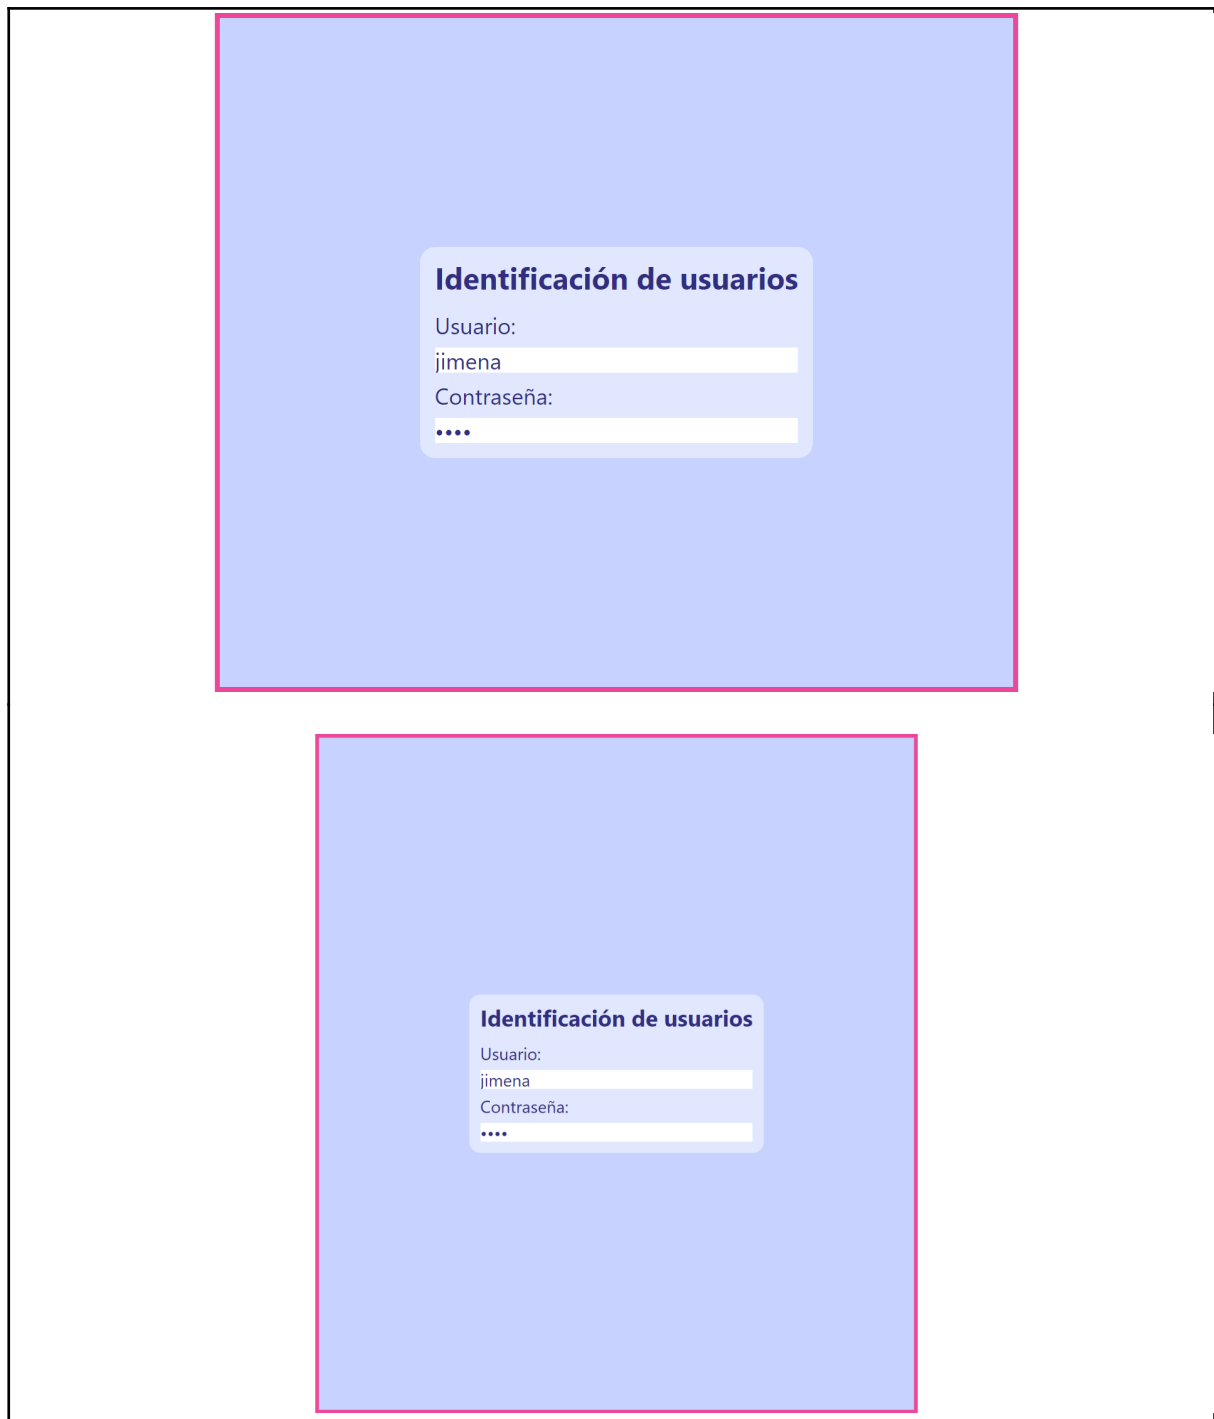 Identificación de usuarios
Usuario:
jimena
Contraseña:
••••
Identificación de usuarios
Usuario:
jimena
Contraseña:
••••